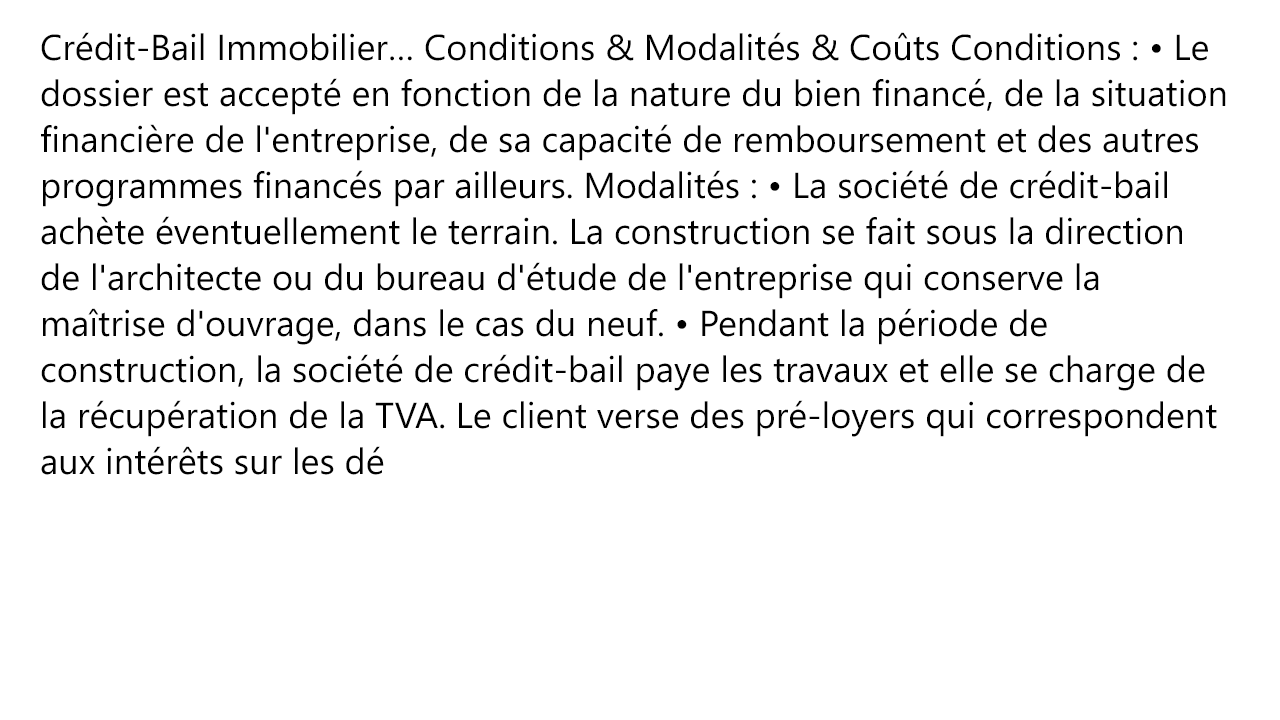 Crédit-Bail Immobilier... Conditions & Modalités & Coûts Conditions : • Le
dossier est accepté en fonction de la nature du bien financé, de la situation
financière de l'entreprise, de sa capacité de remboursement et des autres
programmes financés par ailleurs. Modalités : • La société de crédit-bail
achète éventuellement le terrain. La construction se fait sous la direction
de l'architecte ou du bureau d'étude de l'entreprise qui conserve la
maîtrise d'ouvrage, dans le cas du neuf. • Pendant la période de
construction, la société de crédit-bail paye les travaux et elle se charge de
la récupération de la TVA. Le client verse des pré-loyers qui correspondent
aux intérêts sur les dé